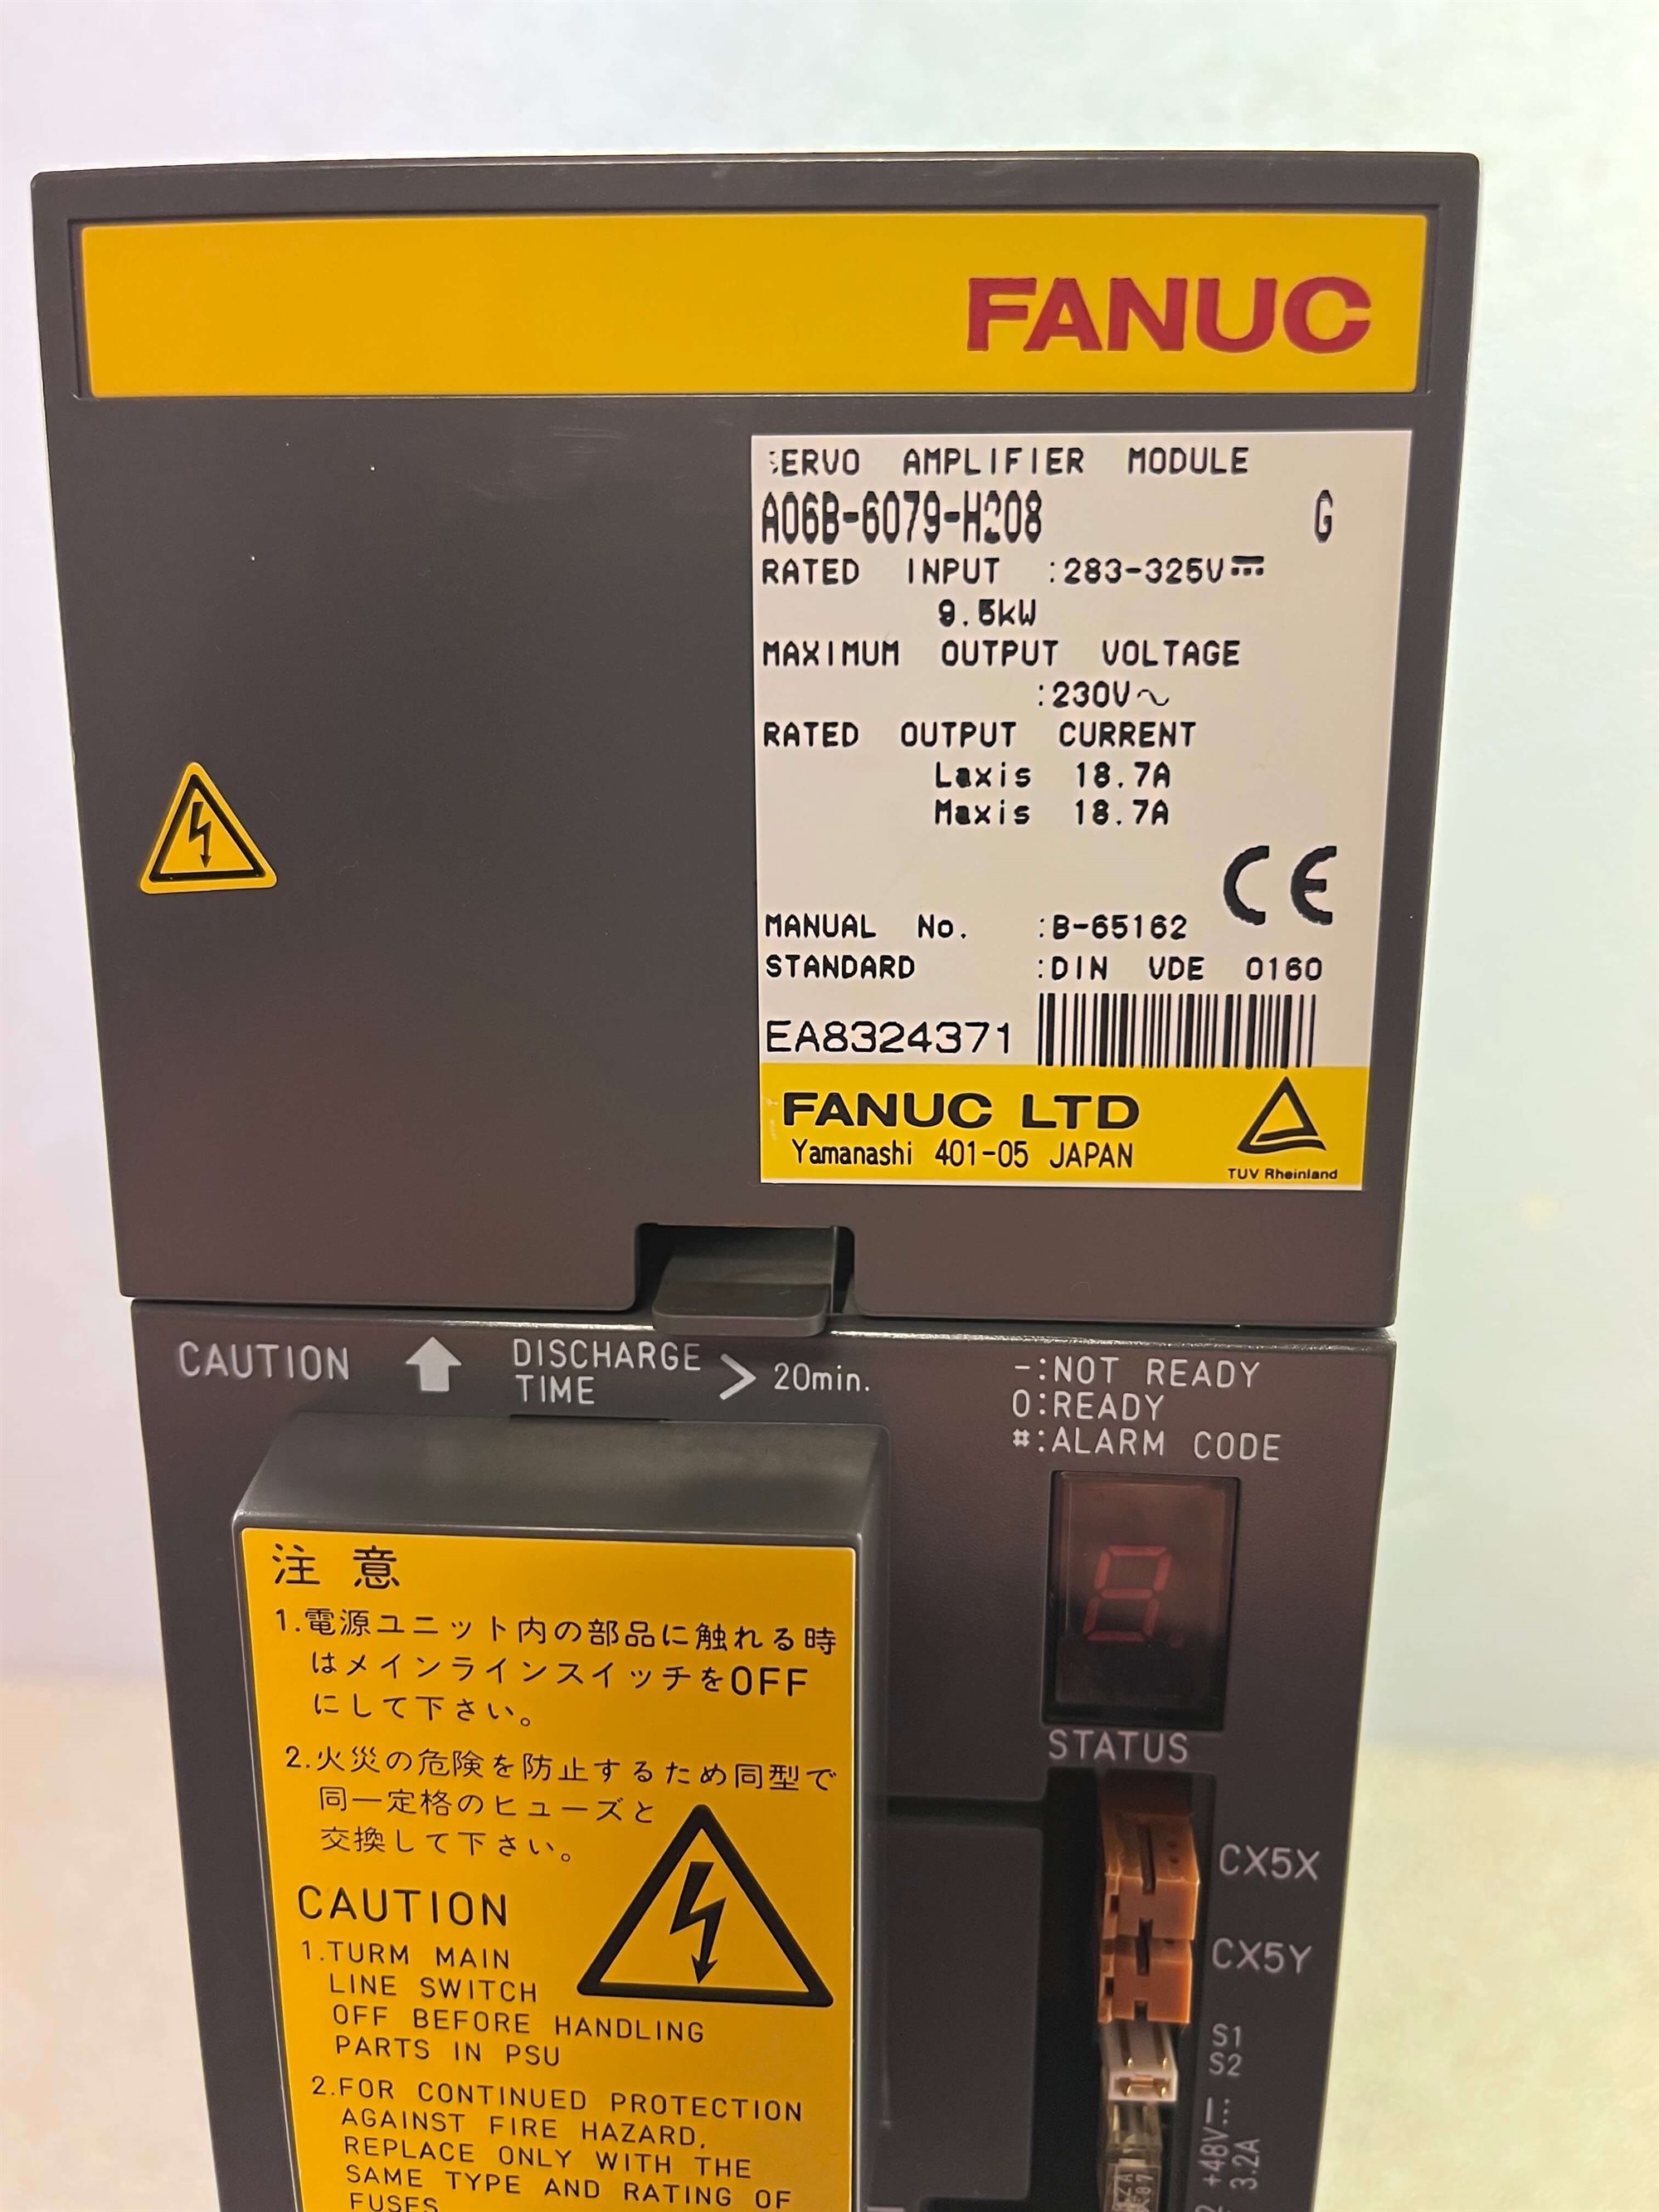 FANUC
SERVO AMPLIFIER MODULE
A06B-6079-H208 G
RATED INPUT :283-325V⎓
9.5kW
MAXIMUM OUTPUT VOLTAGE
:230V~
RATED OUTPUT CURRENT
Laxis 18.7A
Maxis 18.7A
CE
MANUAL No. :B-65162
STANDARD :DIN VDE 0160
EA8324371
FANUC LTD
Yamanashi 401-05 JAPAN
TUV Rheinland
CAUTION ⬆ DISCHARGE TIME > 20min.
-:NOT READY
0:READY
#:ALARM CODE
STATUS
注意
1.電源ユニット内の部品に触れる時
はメインラインスイッチをOFF
にして下さい。
2.火災の危険を防止するため同型で
同一定格のヒューズと
交換して下さい。
CAUTION
1.TURM MAIN
LINE SWITCH
OFF BEFORE HANDLING
PARTS IN PSU
2.FOR CONTINUED PROTECTION
AGAINST FIRE HAZARD,
REPLACE ONLY WITH THE
SAME TYPE AND RATING OF
FUSES
CX5X
CX5Y
S1
S2
+48V⎓
3.2A